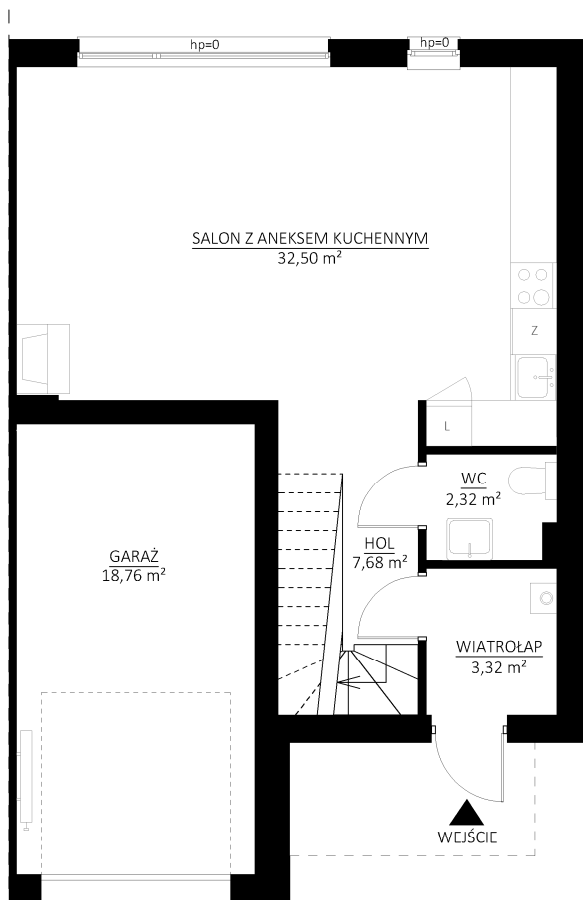 hp=0
hp=0
SALON Z ANEKSEM KUCHENNYM
32,50 m²
Z
L
WC
2,32 m²
HOL
7,68 m²
GARAŻ
18,76 m²
WIATROŁAP
3,32 m²
WEJŚCIE